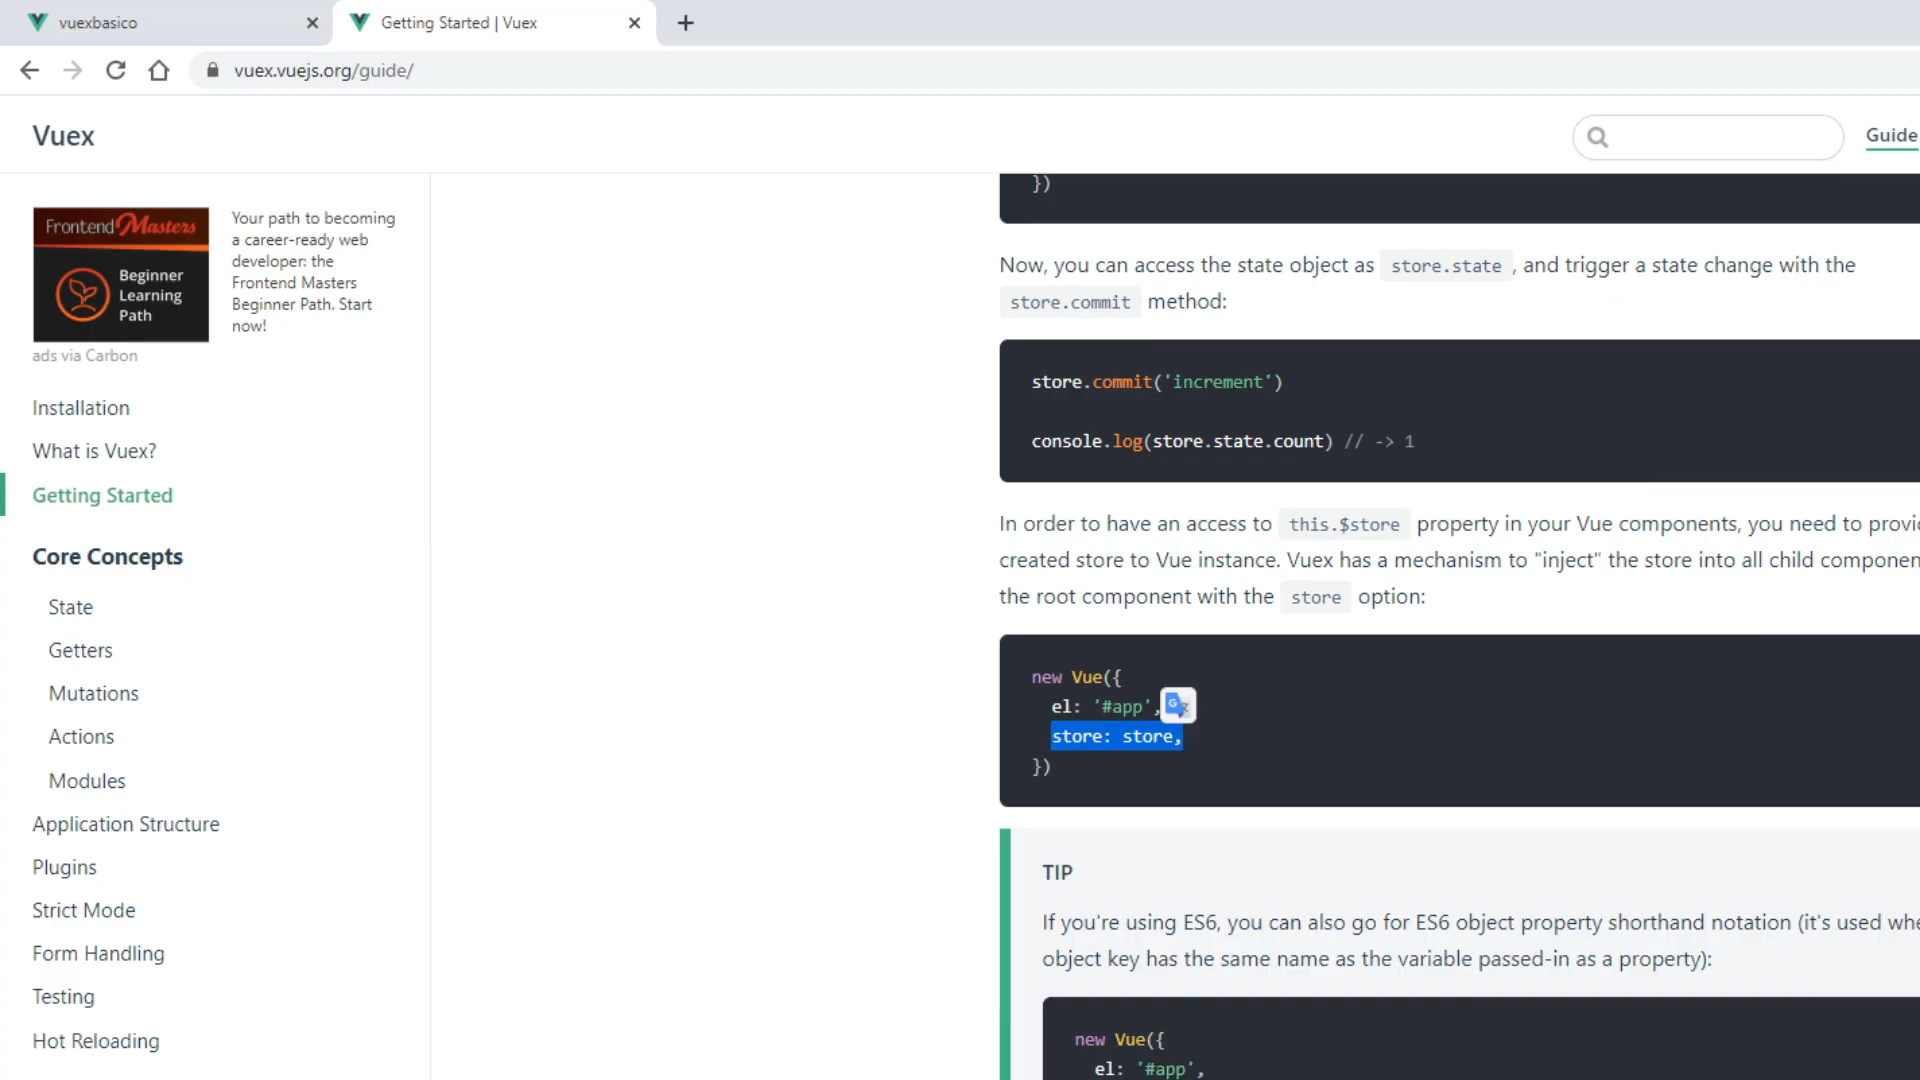 vuexbasico
Getting Started | Vuex
vuex.vuejs.org/guide/
Vuex
Guide
Frontend Masters
Beginner
Learning
Path
Your path to becoming
a career-ready web
developer: the
Frontend Masters
Beginner Path. Start
now!
ads via Carbon
Installation
What is Vuex?
Getting Started
Core Concepts
State
Getters
Mutations
Actions
Modules
Application Structure
Plugins
Strict Mode
Form Handling
Testing
Hot Reloading
})
Now, you can access the state object as store.state , and trigger a state change with the
store.commit method:
store.commit('increment')
console.log(store.state.count) // -> 1
In order to have an access to this.$store property in your Vue components, you need to provi
created store to Vue instance. Vuex has a mechanism to "inject" the store into all child componen
the root component with the store option:
new Vue({
el: '#app',
store: store,
})
TIP
If you're using ES6, you can also go for ES6 object property shorthand notation (it's used whe
object key has the same name as the variable passed-in as a property):
new Vue({
el: '#app',